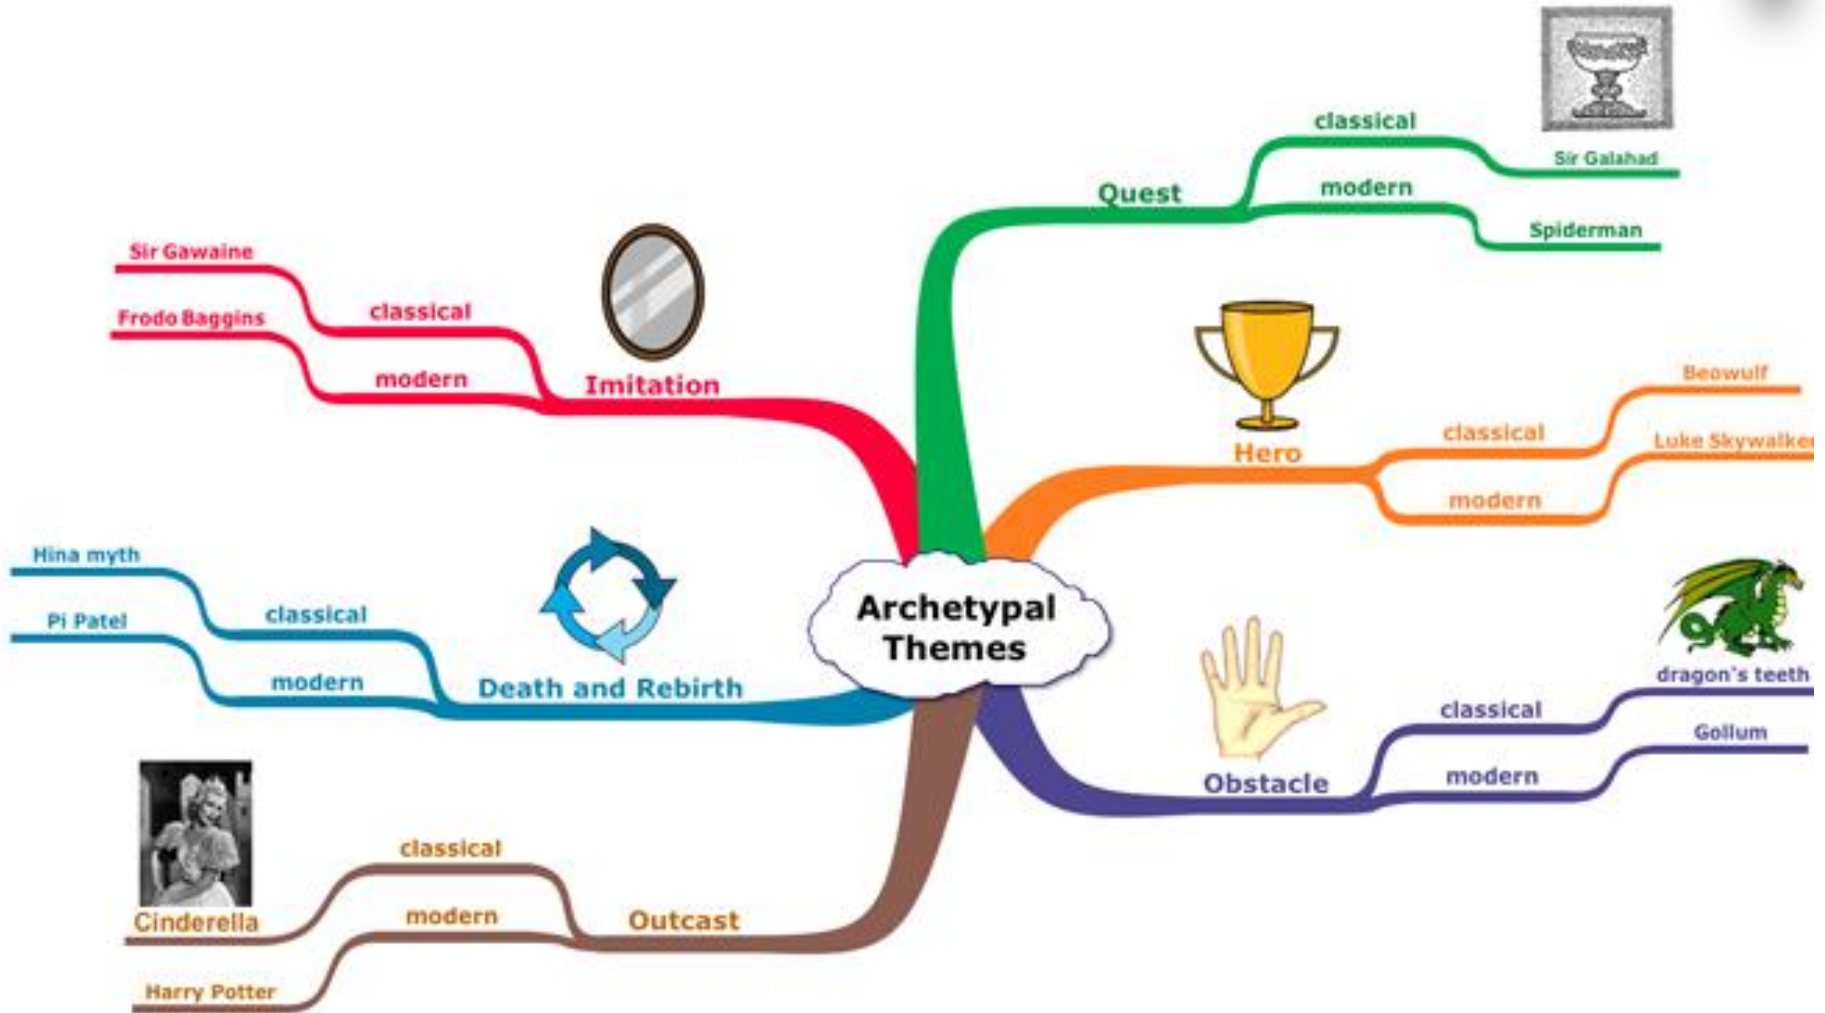 Archetypal
Themes
Quest
classical
Sir Galahad
modern
Spiderman
Hero
classical
Beowulf
modern
Luke Skywalker
Obstacle
classical
dragon's teeth
modern
Gollum
Outcast
classical
Cinderella
modern
Harry Potter
Death and Rebirth
classical
Hina myth
modern
Pi Patel
Imitation
classical
Sir Gawaine
modern
Frodo Baggins